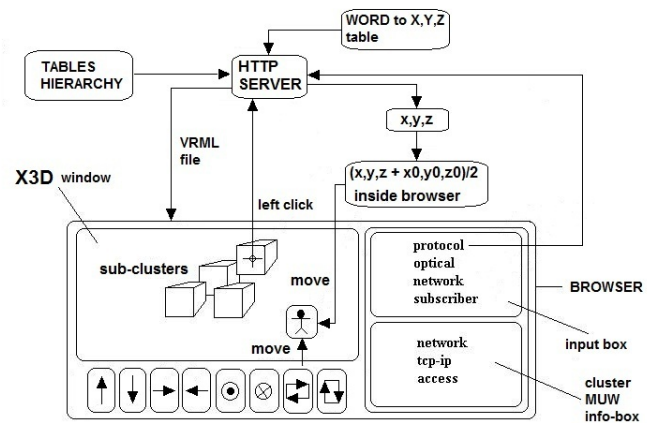 WORD to X,Y,Z
table
TABLES
HIERARCHY
HTTP
SERVER
x,y,z
VRML
file
(x,y,z + x0,y0,z0)/2
inside browser
X3D window
left click
sub-clusters
move
move
protocol
optical
network
subscriber
BROWSER
input box
network
tcp-ip
access
cluster
MUW
info-box